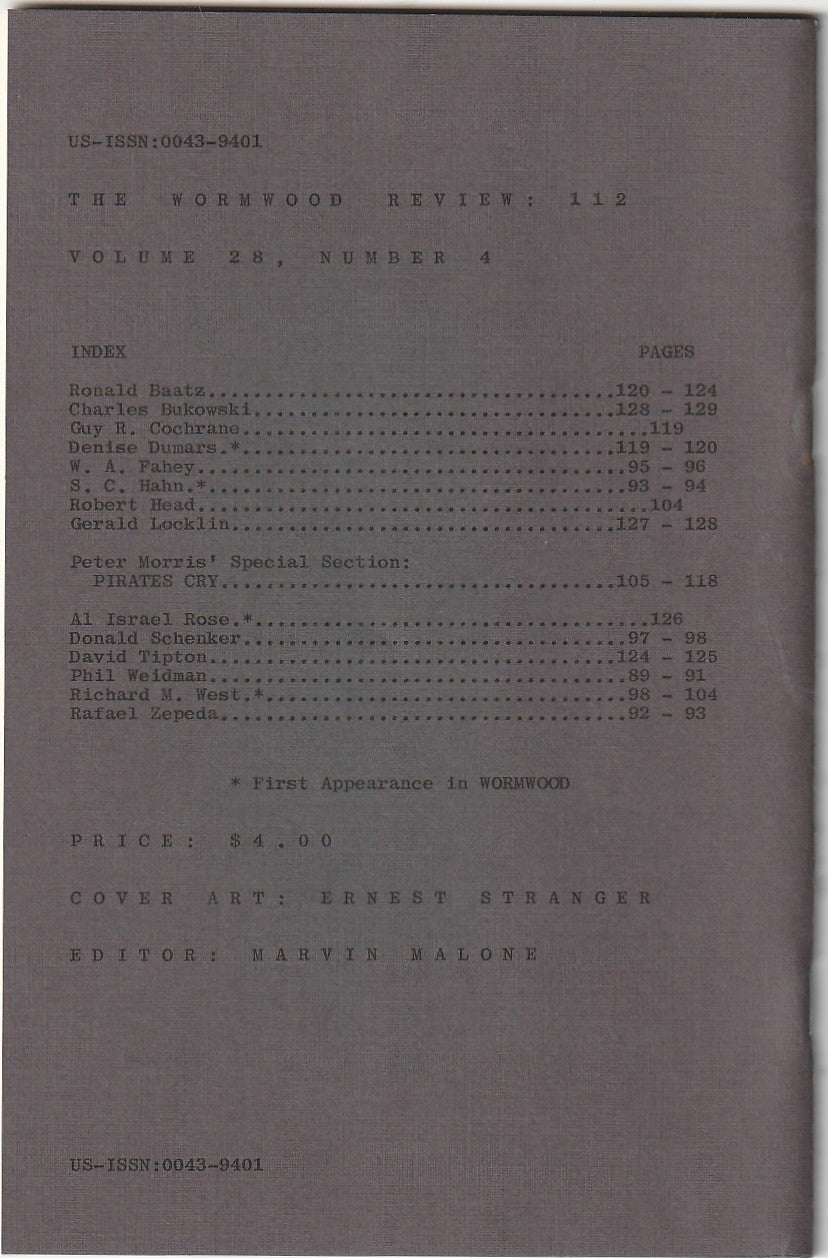 US-ISSN:0043-9401
THE WORMWOOD REVIEW: 112
VOLUME 28, NUMBER 4
INDEX PAGES
Ronald Baatz....................................120 - 124
Charles Bukowski................................128 - 129
Guy R. Cochrane....................................119
Denise Dumars.*.................................119 - 120
W. A. Fahey......................................95 - 96
S. C. Hahn.*.....................................93 - 94
Robert Head........................................104
Gerald Locklin..................................127 - 128
Peter Morris' Special Section:
PIRATES CRY...................................105 - 118
Al Israel Rose.*...................................126
Donald Schenker..................................97 - 98
David Tipton....................................124 - 125
Phil Weidman.....................................89 - 91
Richard M. West.*................................98 - 104
Rafael Zepeda....................................92 - 93
* First Appearance in WORMWOOD
PRICE: $4.00
COVER ART: ERNEST STRANGER
EDITOR: MARVIN MALONE
US-ISSN:0043-9401